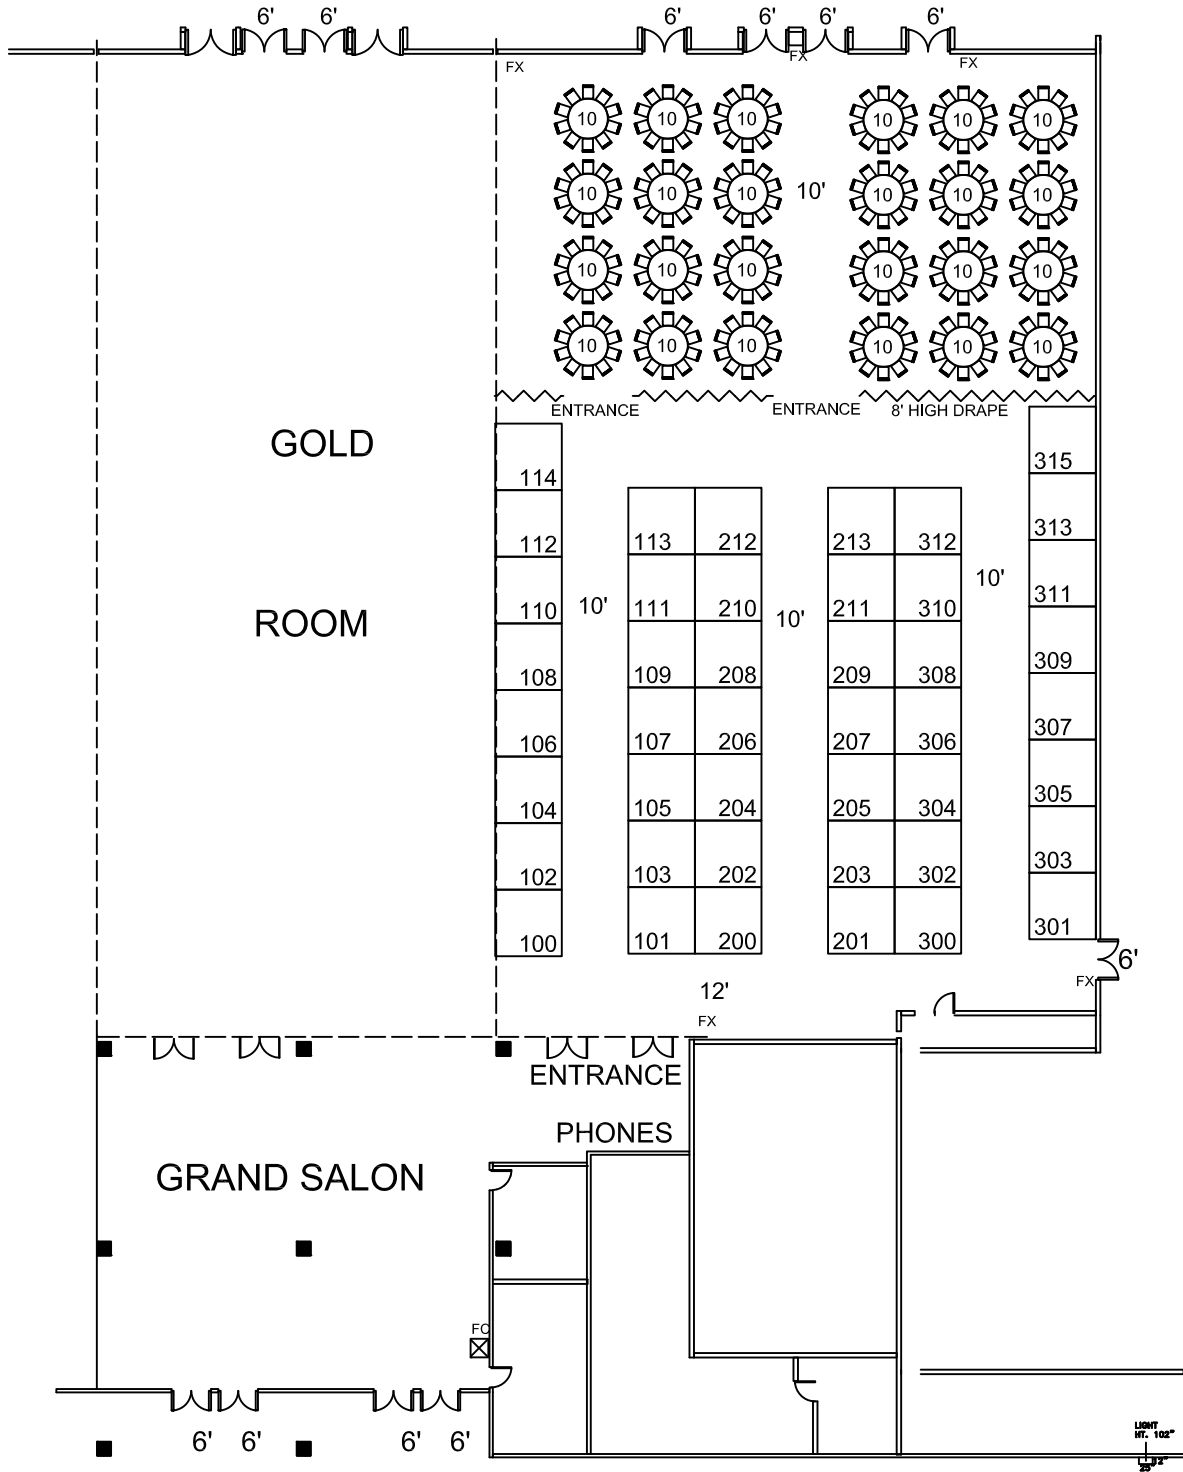 6' 6' 6' 6' 6' 6'
FX FX FX
10 10 10 10 10 10
10 10 10 10' 10 10 10
10 10 10 10 10 10
10 10 10 10 10 10
ENTRANCE ENTRANCE 8' HIGH DRAPE
GOLD
114 315
113 212 213 312 313
112
10'
111 210 211 310 311
110 10' 10'
ROOM
109 208 209 308 309
108
107 206 207 306 307
106
105 204 205 304 305
104
103 202 203 302 303
102
101 200 201 300 301
100
6'
FX
12'
FX
ENTRANCE
PHONES
GRAND SALON
FC
6' 6' 6' 6'
LIGHT
HT. 102"